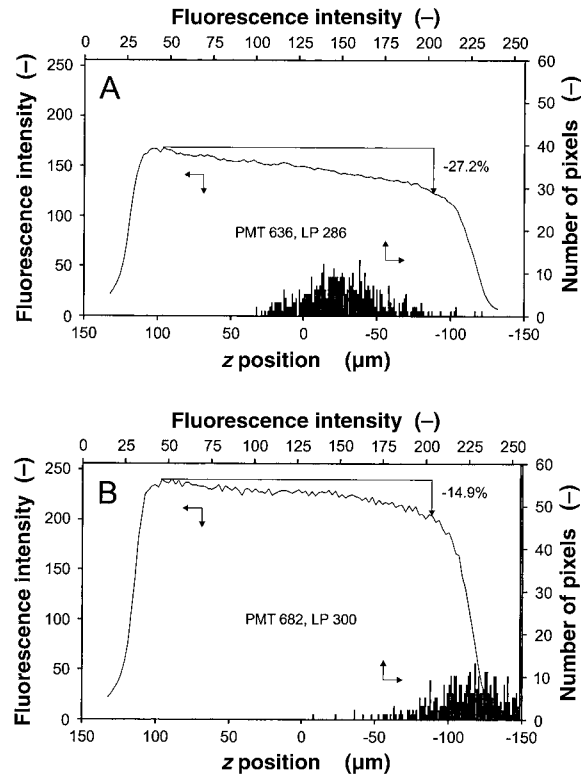 Fluorescence intensity (–)
0 25 50 75 100 125 150 175 200 225 250
A
Fluorescence intensity (–)
250
200
150
100
50
0
60
50
40
30
20
10
0
Number of pixels (–)
-27.2%
PMT 636, LP 286
150 100 50 0 -50 -100 -150
z position (µm)
Fluorescence intensity (–)
0 25 50 75 100 125 150 175 200 225 250
B
Fluorescence intensity (–)
250
200
150
100
50
0
60
50
40
30
20
10
0
Number of pixels (–)
-14.9%
PMT 682, LP 300
150 100 50 0 -50 -100 -150
z position (µm)